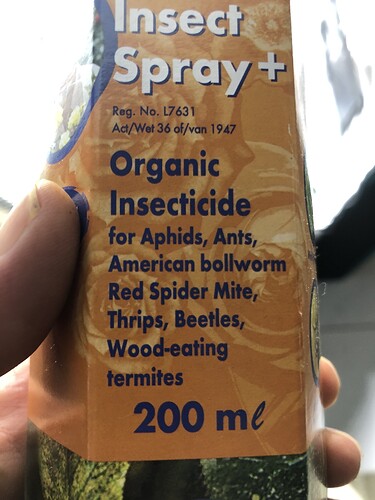 Insect
Spray+
Reg. No. L7631
Act/Wet 36 of/van 1947
Organic
Insecticide
for Aphids, Ants,
American bollworm
Red Spider Mite,
Thrips, Beetles,
Wood-eating
termites
200 mℓ